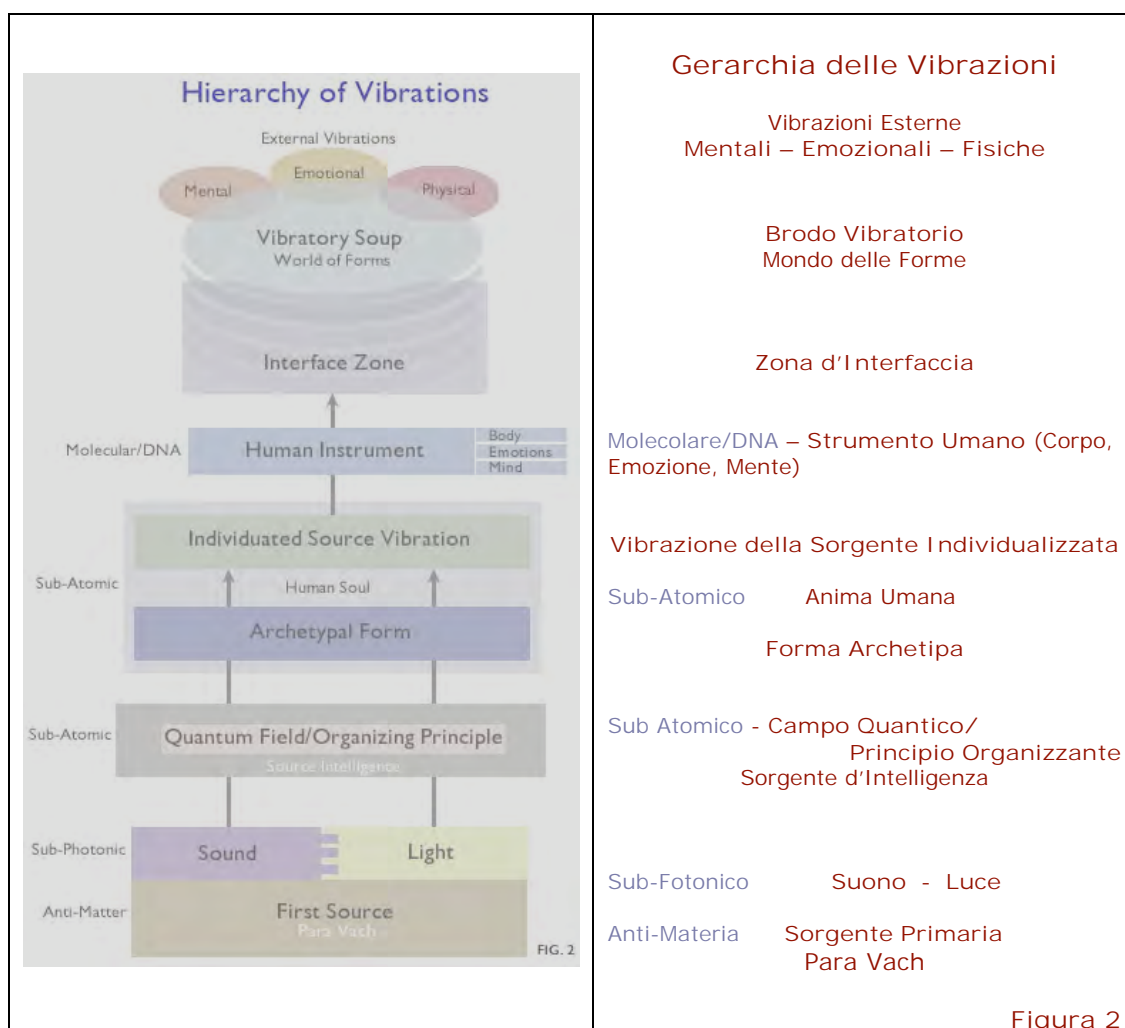 Hierarchy of Vibrations
External Vibrations
Emotional
Mental
Physical
Vibratory Soup
World of Forms
Interface Zone
Molecular/DNA
Human Instrument
Body
Emotions
Mind
Individuated Source Vibration
Sub-Atomic
Human Soul
Archetypal Form
Sub-Atomic
Quantum Field/Organizing Principle
Source Intelligence
Sub-Photonic
Sound
Light
Anti-Matter
First Source
Para Vach
FIG. 2
Gerarchia delle Vibrazioni
Vibrazioni Esterne
Mentali – Emozionali – Fisiche
Brodo Vibratorio
Mondo delle Forme
Zona d'Interfaccia
Molecolare/DNA – Strumento Umano (Corpo,
Emozione, Mente)
Vibrazione della Sorgente Individualizzata
Sub-Atomico Anima Umana
Forma Archetipa
Sub Atomico - Campo Quantico/
Principio Organizzante
Sorgente d'Intelligenza
Sub-Fotonico Suono - Luce
Anti-Materia Sorgente Primaria
Para Vach
Figura 2